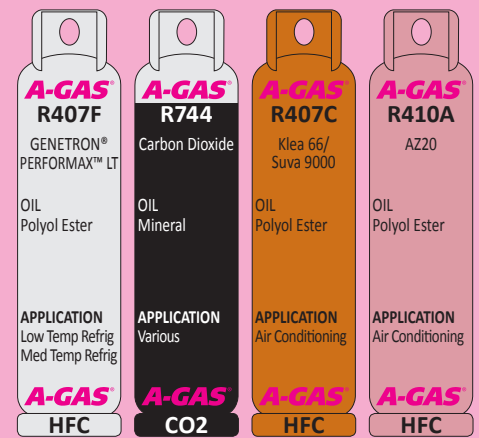 A-GAS®
R407F
GENETRON®
PERFORMAX™ LT
OIL
Polyol Ester
APPLICATION
Low Temp Refrig
Med Temp Refrig
A-GAS®
HFC
A-GAS®
R744
Carbon Dioxide
OIL
Mineral
APPLICATION
Various
A-GAS®
CO2
A-GAS®
R407C
Klea 66/
Suva 9000
OIL
Polyol Ester
APPLICATION
Air Conditioning
A-GAS®
HFC
A-GAS®
R410A
AZ20
OIL
Polyol Ester
APPLICATION
Air Conditioning
A-GAS®
HFC